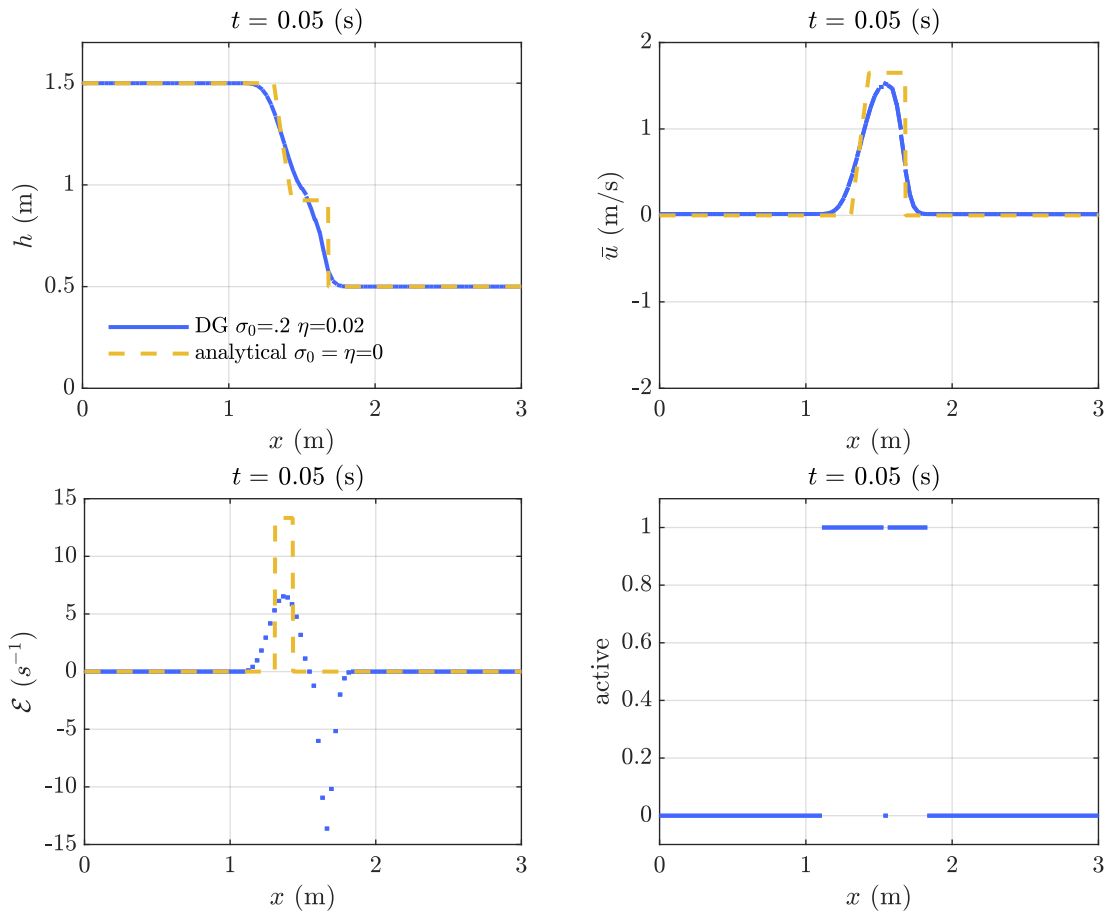 t = 0.05 (s)
1.5
1
0.5
0
h (m)
DG σ₀=.2 η=0.02
analytical σ₀ = η=0
0 1 2 3
x (m)
t = 0.05 (s)
2
1
0
-1
-2
ū (m/s)
0 1 2 3
x (m)
t = 0.05 (s)
15
10
5
0
-5
-10
-15
ℰ (s⁻¹)
0 1 2 3
x (m)
t = 0.05 (s)
1
0.8
0.6
0.4
0.2
0
active
0 1 2 3
x (m)